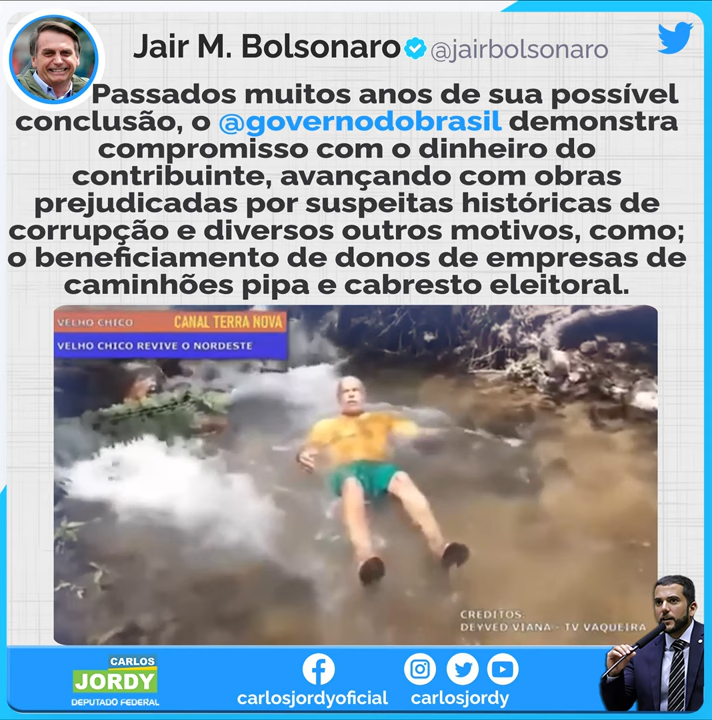 Jair M. Bolsonaro @jairbolsonaro
Passados muitos anos de sua possível
conclusão, o @governodobrasil demonstra
compromisso com o dinheiro do
contribuinte, avançando com obras
prejudicadas por suspeitas históricas de
corrupção e diversos outros motivos, como;
o beneficiamento de donos de empresas de
caminhões pipa e cabresto eleitoral.
VELHO CHICO CANAL TERRA NOVA
VELHO CHICO REVIVE O NORDESTE
CREDITOS:
DEYVED VIANA - TV VAQUEIRA
CARLOS
JORDY
DEPUTADO FEDERAL
carlosjordyoficial
carlosjordy